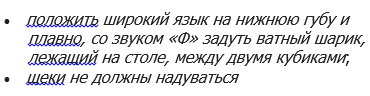 • положить широкий язык на нижнюю губу и
плавно, со звуком «Ф» задуть ватный шарик,
лежащий на столе, между двумя кубиками;
• щеки не должны надуваться